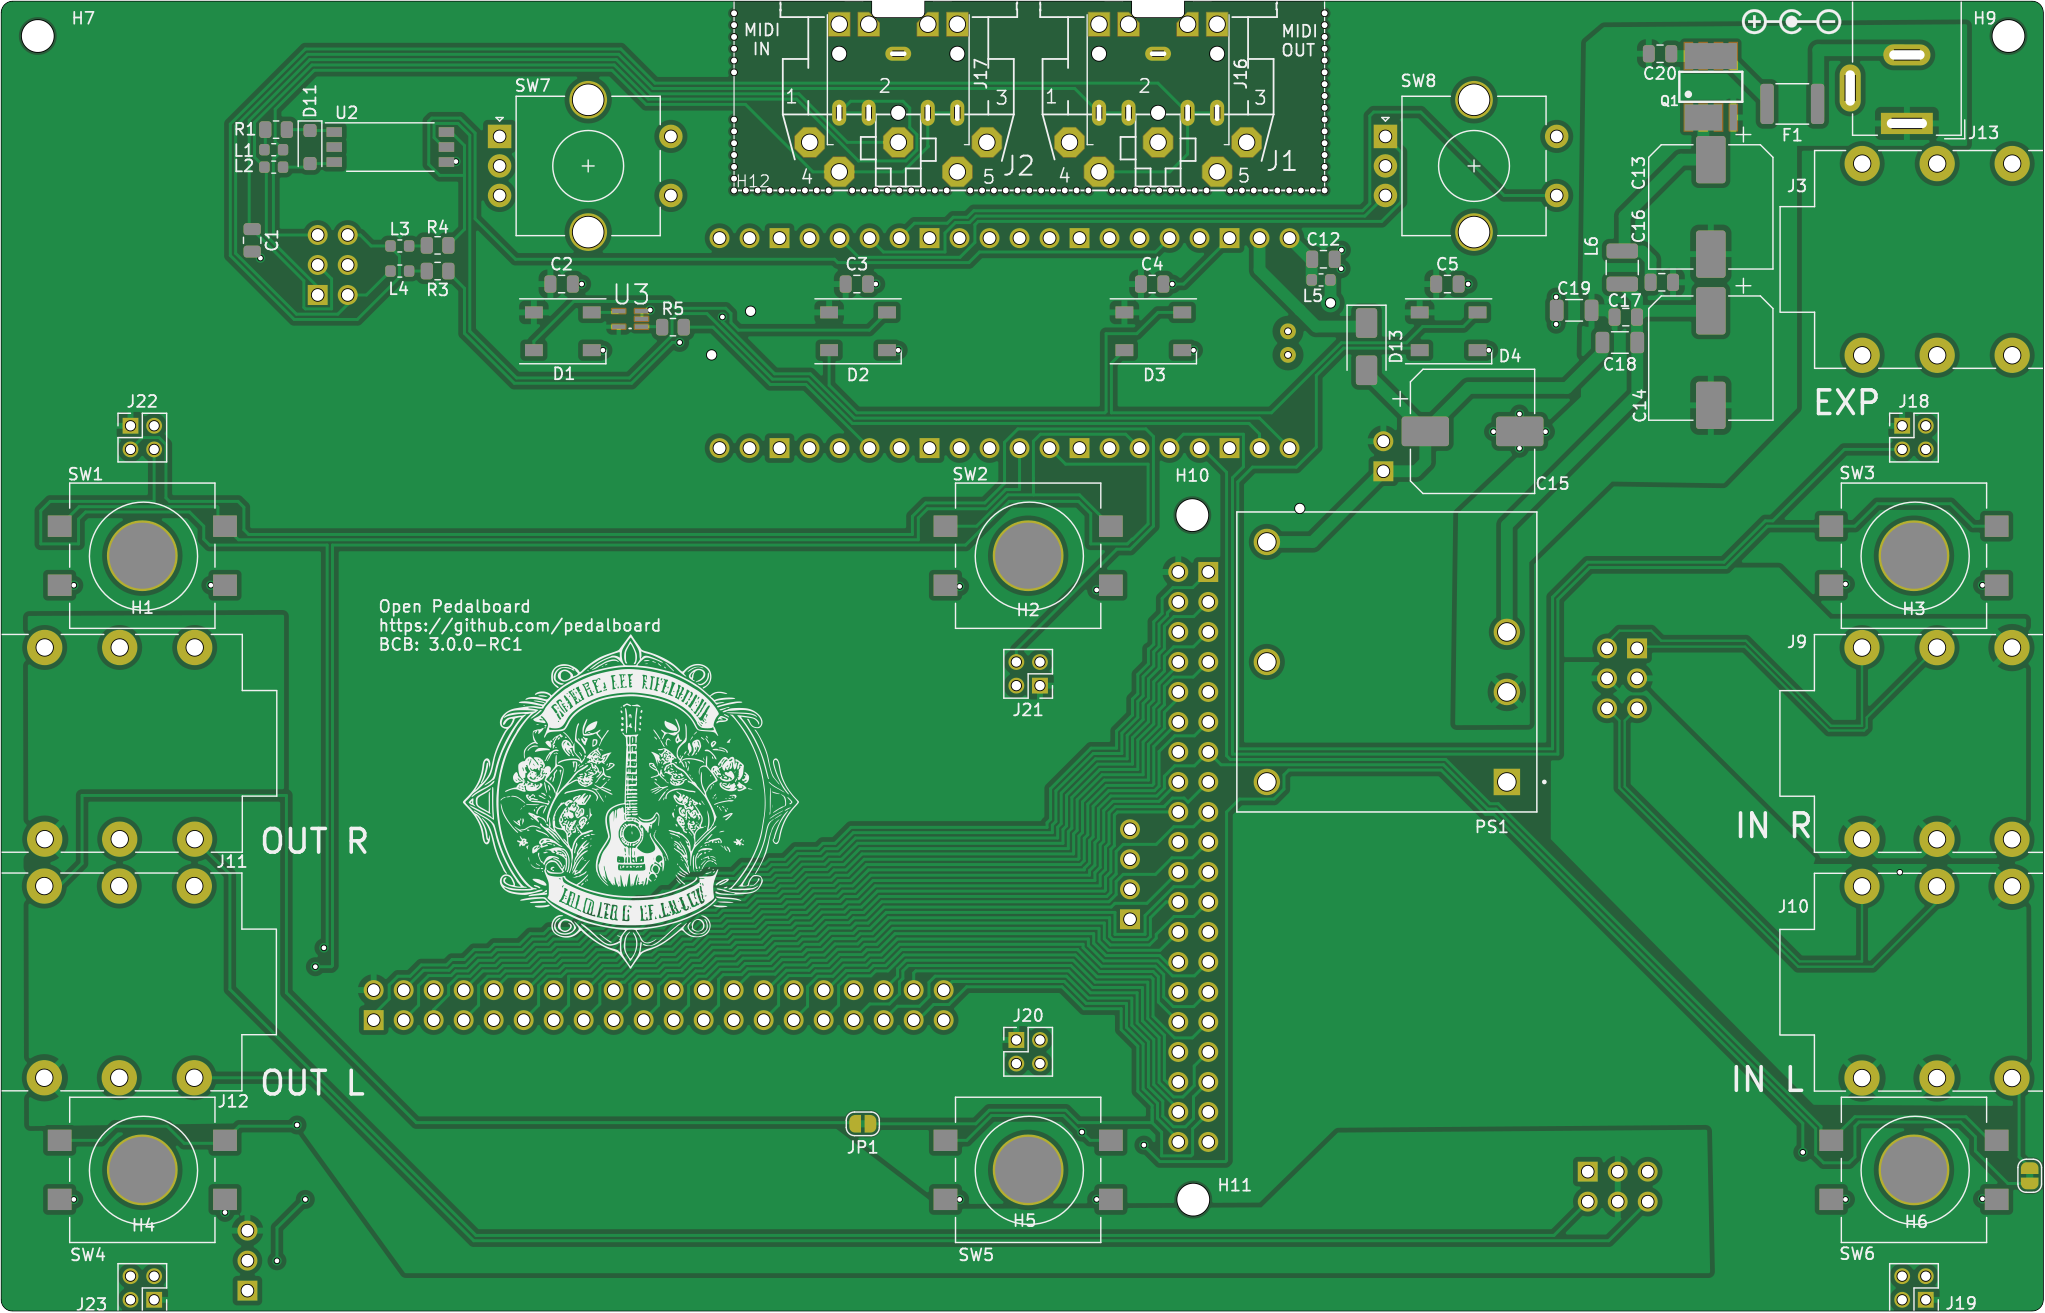 H7
MIDI
IN
MIDI
OUT
H9
J17
J16
SW7
SW8
C20
Q1
F1
J13
D11
U2
R1
L1
L2
1
2
3
4
5
J2
1
2
3
4
5
J1
H12
C13
J3
C1
L3
R4
L4
R3
C16
L6
C2
C3
C4
C12
L5
C5
U3
R5
C19
C17
C18
D1
D2
D3
D13
D4
C14
EXP
J22
J18
SW1
SW2
H10
C15
SW3
H1
H2
H3
Open Pedalboard
https://github.com/pedalboard
BCB: 3.0.0-RC1
J9
J21
OUT R
J11
PS1
IN R
J10
J20
OUT L
J12
IN L
JP1
H11
H4
H5
H6
SW4
SW5
SW6
J23
J19